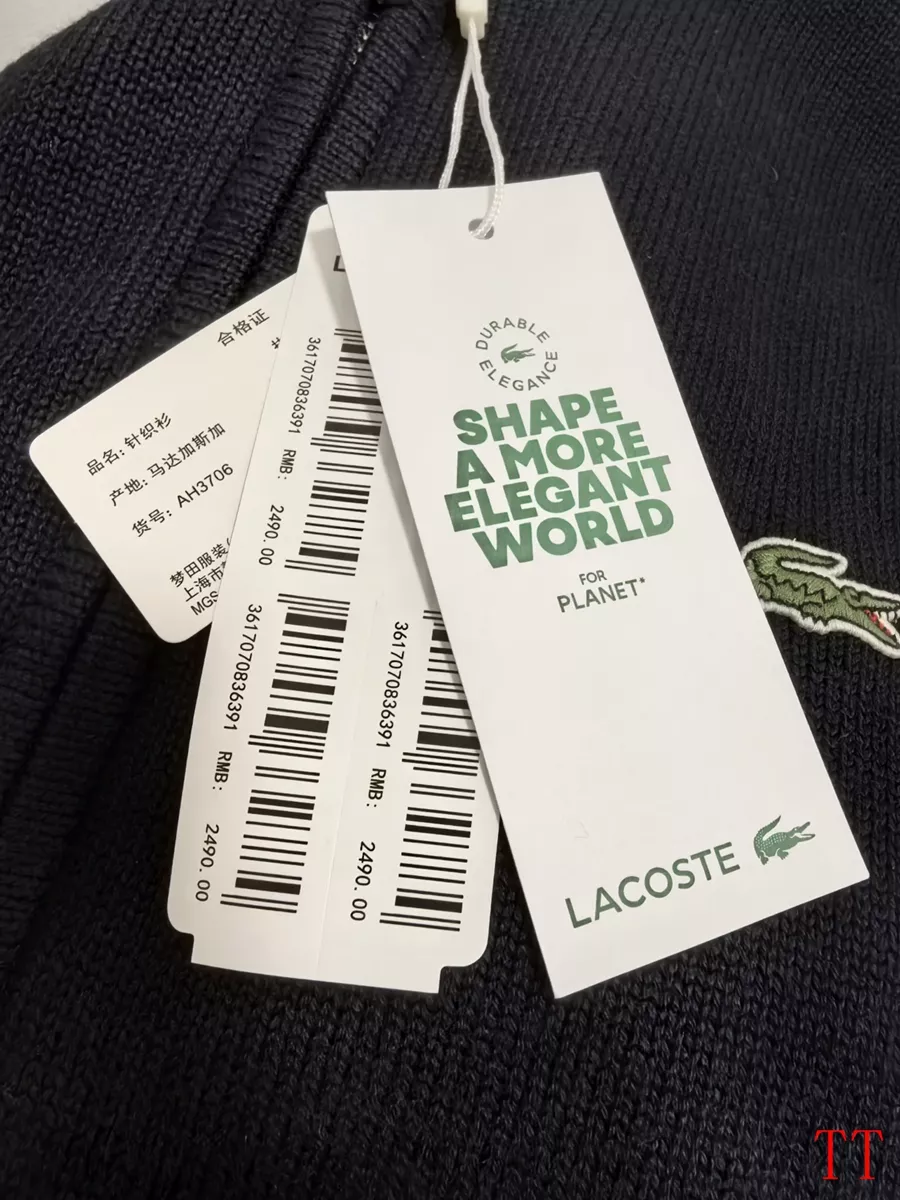 合格证
品名: 针织衫
产地: 马达加斯加
货号: AH3706
梦田服装
上海市
MGS
L
3617070836391 RMB: 2490.00
3617070836391 RMB: 2490.00
3617070836391 RMB: 2490.00
DURABLE ELEGANCE
SHAPE
A MORE
ELEGANT
WORLD
FOR
PLANET*
LACOSTE
TT